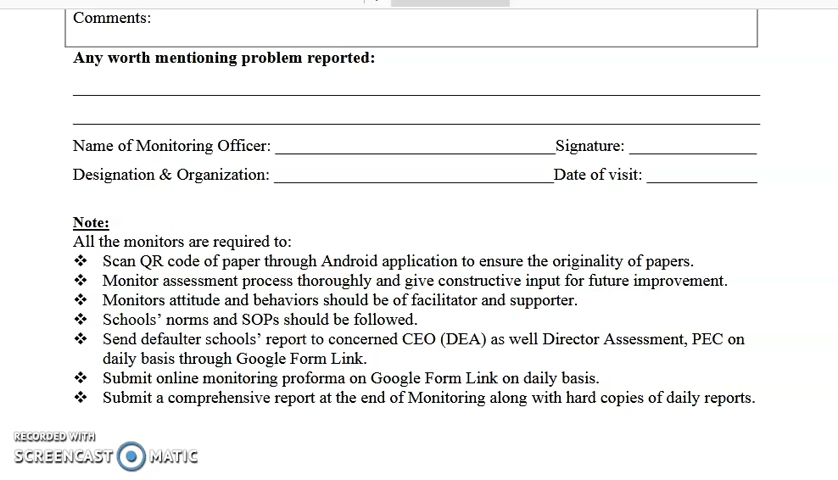 Comments:
Any worth mentioning problem reported:
Name of Monitoring Officer: ____________________ Signature: ____________
Designation & Organization: ____________________ Date of visit: ____________
Note:
All the monitors are required to:
❖ Scan QR code of paper through Android application to ensure the originality of papers.
❖ Monitor assessment process thoroughly and give constructive input for future improvement.
❖ Monitors attitude and behaviors should be of facilitator and supporter.
❖ Schools’ norms and SOPs should be followed.
❖ Send defaulter schools’ report to concerned CEO (DEA) as well Director Assessment, PEC on
daily basis through Google Form Link.
❖ Submit online monitoring proforma on Google Form Link on daily basis.
❖ Submit a comprehensive report at the end of Monitoring along with hard copies of daily reports.
RECORDED WITH
SCREENCAST MATIC